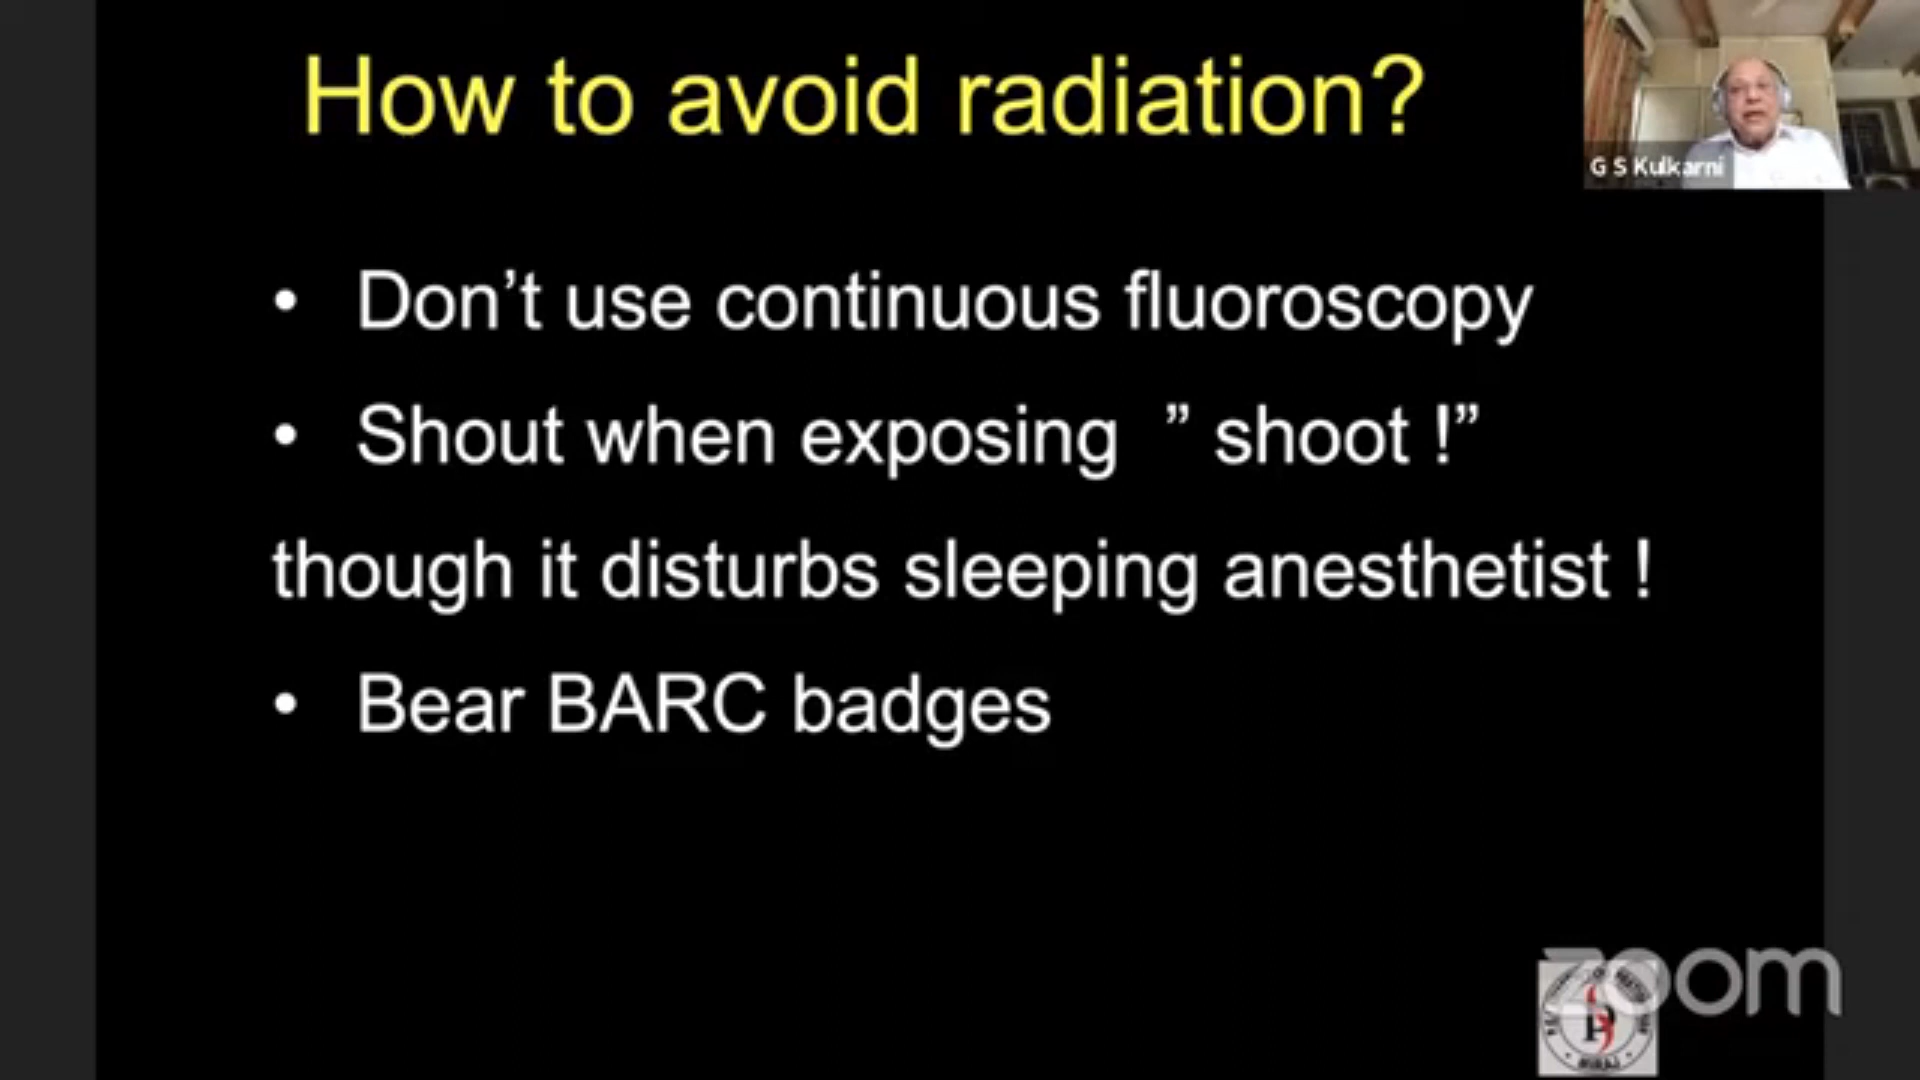 How to avoid radiation?
G S Kulkarni
• Don’t use continuous fluoroscopy
• Shout when exposing ” shoot !”
though it disturbs sleeping anesthetist !
• Bear BARC badges
zoom